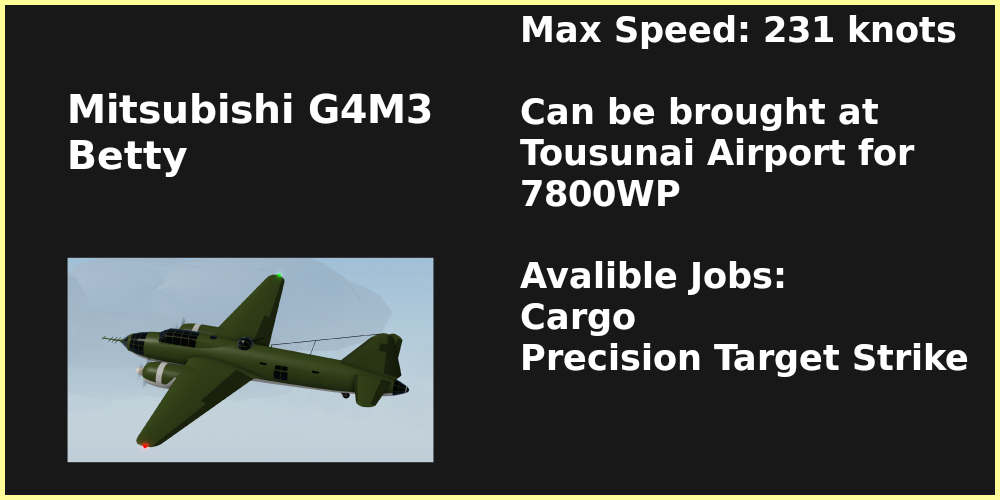 Mitsubishi G4M3
Betty
Max Speed: 231 knots
Can be brought at
Tousunai Airport for
7800WP
Avalible Jobs:
Cargo
Precision Target Strike